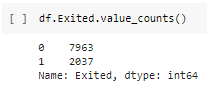 [ ] df.Exited.value_counts()
0    7963
1    2037
Name: Exited, dtype: int64